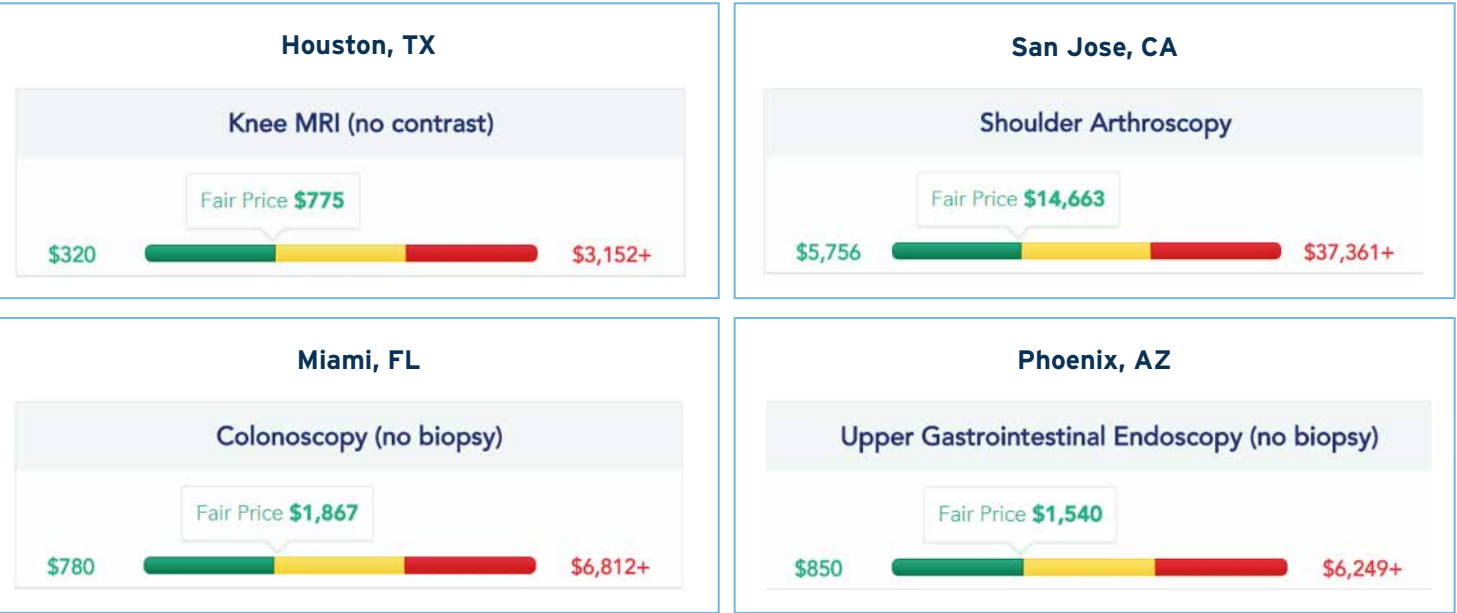 Houston, TX
Knee MRI (no contrast)
Fair Price $775
$320
$3,152+
San Jose, CA
Shoulder Arthroscopy
Fair Price $14,663
$5,756
$37,361+
Miami, FL
Colonoscopy (no biopsy)
Fair Price $1,867
$780
$6,812+
Phoenix, AZ
Upper Gastrointestinal Endoscopy (no biopsy)
Fair Price $1,540
$850
$6,249+